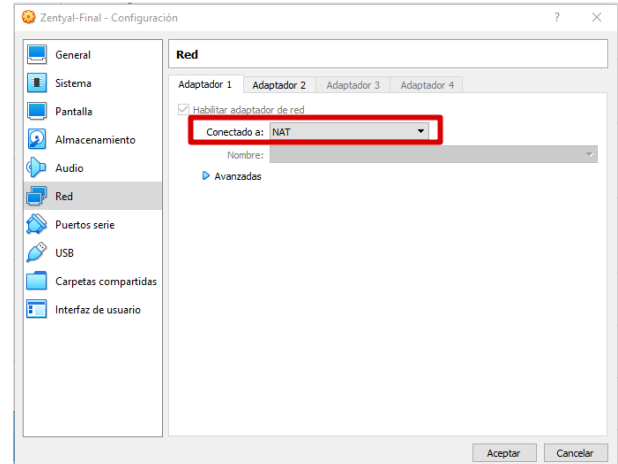 Zentyal-Final - Configuración
?
General
Sistema
Pantalla
Almacenamiento
Audio
Red
Puertos serie
USB
Carpetas compartidas
Interfaz de usuario
Red
Adaptador 1 Adaptador 2 Adaptador 3 Adaptador 4
Habilitar adaptador de red
Conectado a: NAT
Nombre:
Avanzadas
Aceptar Cancelar